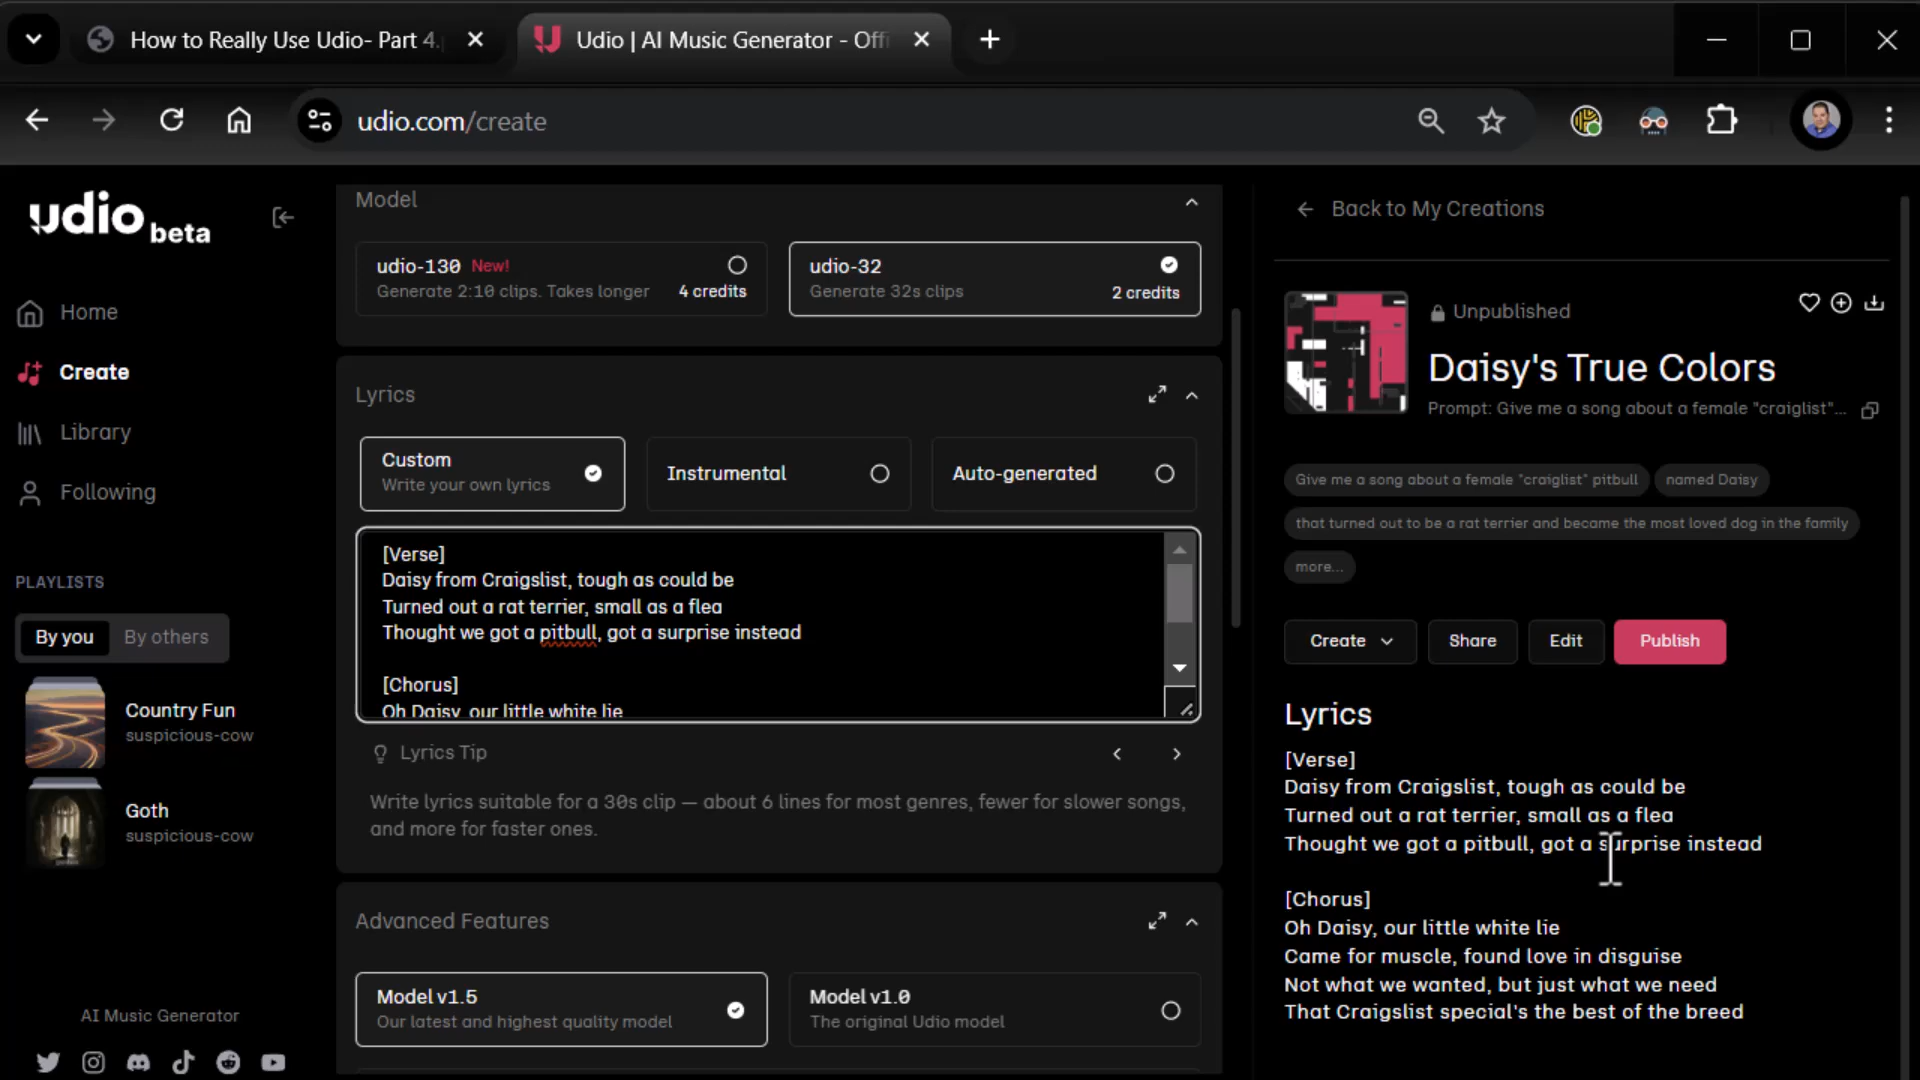 How to Really Use Udio- Part 4.
Udio | AI Music Generator - Offi
udio.com/create
udio beta
Home
Create
Library
Following
PLAYLISTS
By you
By others
Country Fun
suspicious-cow
Goth
suspicious-cow
AI Music Generator
Model
udio-130 New!
Generate 2:10 clips. Takes longer
4 credits
udio-32
Generate 32s clips
2 credits
Lyrics
Custom
Write your own lyrics
Instrumental
Auto-generated
[Verse]
Daisy from Craigslist, tough as could be
Turned out a rat terrier, small as a flea
Thought we got a pitbull, got a surprise instead
[Chorus]
Oh Daisy, our little white lie
Lyrics Tip
Write lyrics suitable for a 30s clip — about 6 lines for most genres, fewer for slower songs,
and more for faster ones.
Advanced Features
Model v1.5
Our latest and highest quality model
Model v1.0
The original Udio model
Back to My Creations
Unpublished
Daisy's True Colors
Prompt: Give me a song about a female "craiglist"...
Give me a song about a female "craiglist" pitbull
named Daisy
that turned out to be a rat terrier and became the most loved dog in the family
more...
Create
Share
Edit
Publish
Lyrics
[Verse]
Daisy from Craigslist, tough as could be
Turned out a rat terrier, small as a flea
Thought we got a pitbull, got a surprise instead
[Chorus]
Oh Daisy, our little white lie
Came for muscle, found love in disguise
Not what we wanted, but just what we need
That Craigslist special's the best of the breed